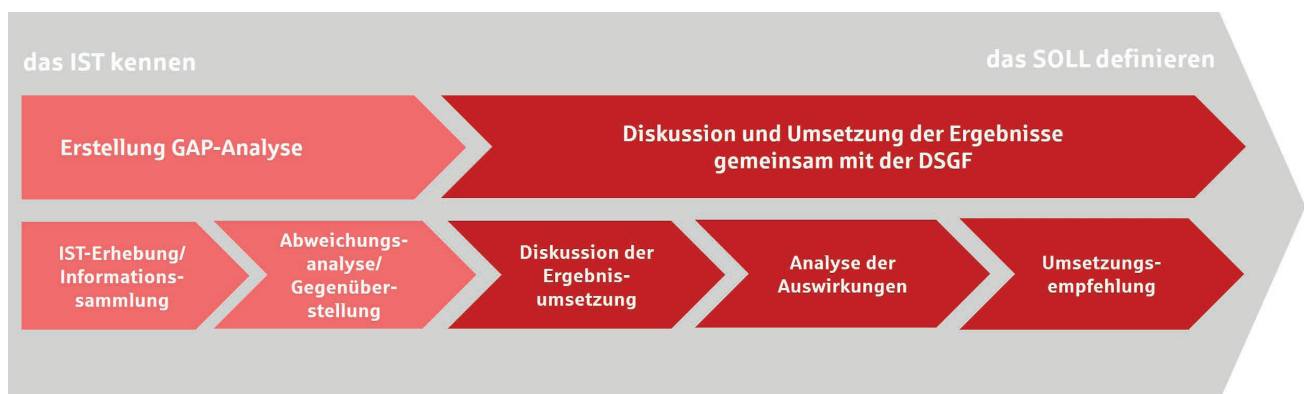 das IST kennen
das SOLL definieren
Erstellung GAP-Analyse
Diskussion und Umsetzung der Ergebnisse
gemeinsam mit der DSGF
IST-Erhebung/
Informations-
sammlung
Abweichungs-
analyse/
Gegenüber-
stellung
Diskussion der
Ergebnis-
umsetzung
Analyse der
Auswirkungen
Umsetzungs-
empfehlung